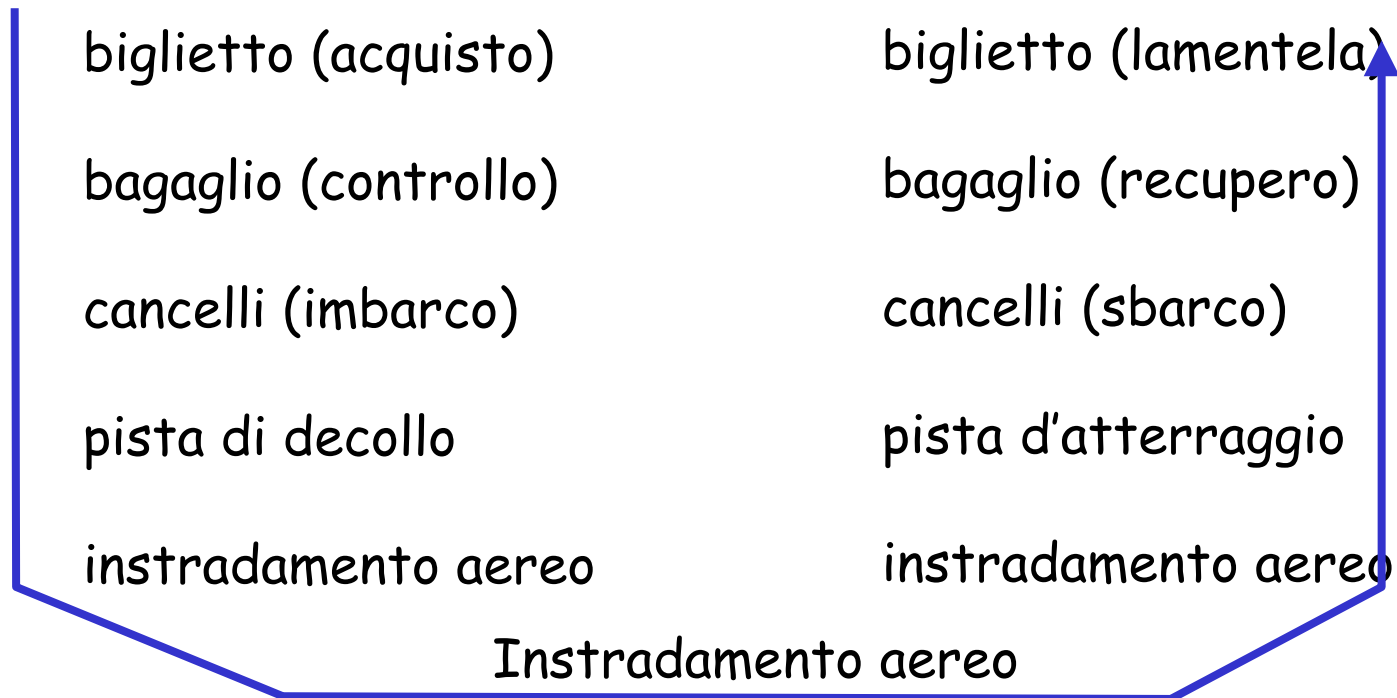 biglietto (acquisto)
bagaglio (controllo)
cancelli (imbarco)
pista di decollo
instradamento aereo
biglietto (lamentela)
bagaglio (recupero)
cancelli (sbarco)
pista d'atterraggio
instradamento aereo
Instradamento aereo